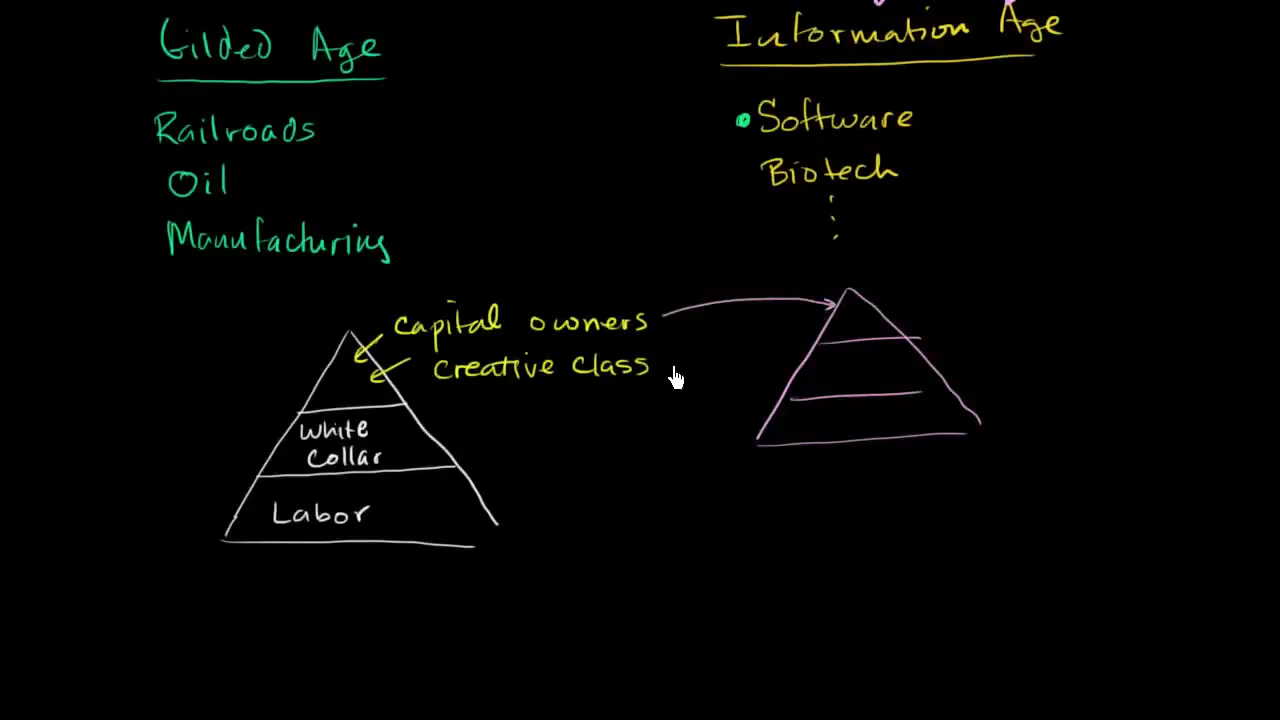 Gilded Age
Railroads
Oil
Manufacturing
Information Age
Software
Biotech
capital owners
creative class
White
Collar
Labor